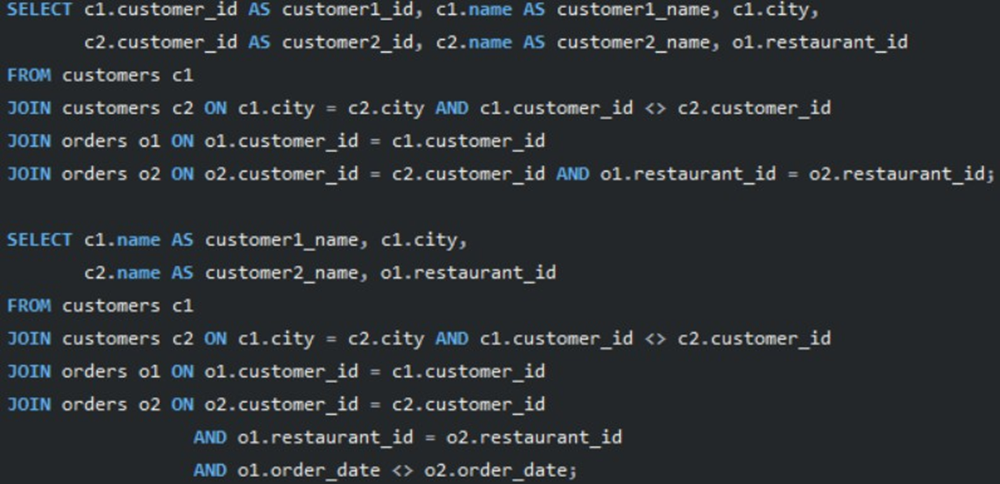 SELECT c1.customer_id AS customer1_id, c1.name AS customer1_name, c1.city,
       c2.customer_id AS customer2_id, c2.name AS customer2_name, o1.restaurant_id
FROM customers c1
JOIN customers c2 ON c1.city = c2.city AND c1.customer_id <> c2.customer_id
JOIN orders o1 ON o1.customer_id = c1.customer_id
JOIN orders o2 ON o2.customer_id = c2.customer_id AND o1.restaurant_id = o2.restaurant_id;

SELECT c1.name AS customer1_name, c1.city,
       c2.name AS customer2_name, o1.restaurant_id
FROM customers c1
JOIN customers c2 ON c1.city = c2.city AND c1.customer_id <> c2.customer_id
JOIN orders o1 ON o1.customer_id = c1.customer_id
JOIN orders o2 ON o2.customer_id = c2.customer_id
                 AND o1.restaurant_id = o2.restaurant_id
                 AND o1.order_date <> o2.order_date;